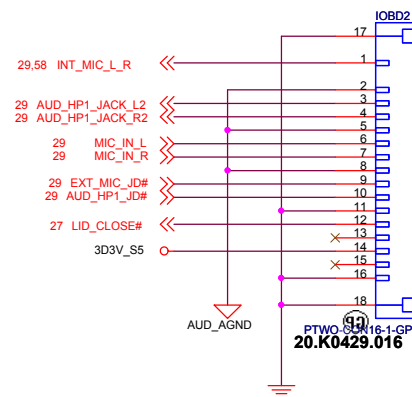 IOBD2
17
29,58 INT_MIC_L_R
1
2
29 AUD_HP1_JACK_L2
3
29 AUD_HP1_JACK_R2
4
5
29 MIC_IN_L
6
29 MIC_IN_R
7
8
29 EXT_MIC_JD#
9
29 AUD_HP1_JD#
10
11
27 LID_CLOSE#
12
13
3D3V_S5
14
15
16
18
AUD_AGND
PTWO-CON16-1-GP
20.K0429.016